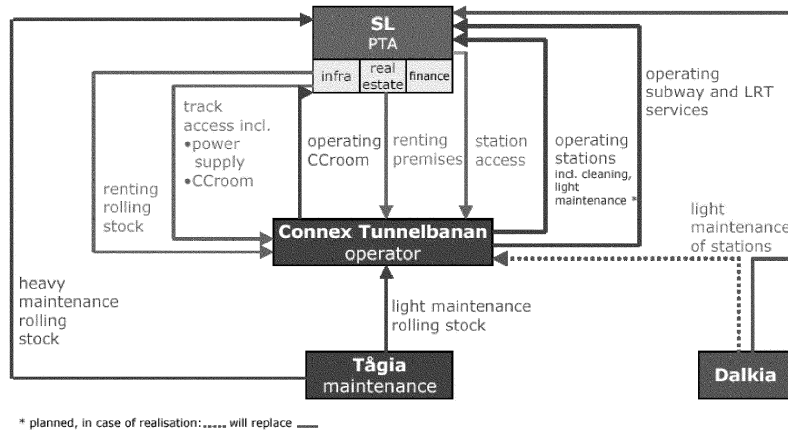 SL
PTA
infra
real
estate
finance
track
access incl.
•power
supply
•CCroom
operating
CCroom
renting
premises
station
access
operating
stations
incl. cleaning,
light
maintenance *
operating
subway and LRT
services
renting
rolling
stock
light
maintenance
of stations
Connex Tunnelbanan
operator
heavy
maintenance
rolling
stock
light maintenance
rolling stock
Tågia
maintenance
Dalkia
* planned, in case of realisation: ..... will replace ___